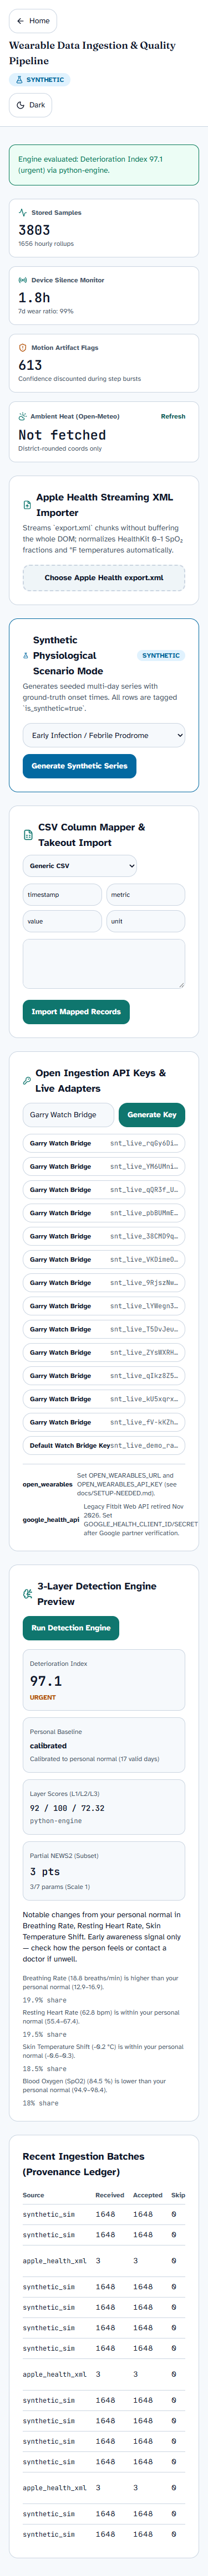 Home
Wearable Data Ingestion & Quality
Pipeline
SYNTHETIC
Dark
Engine evaluated: Deterioration Index 97.1
(urgent) via python-engine.
Stored Samples
3803
1656 hourly rollups
Device Silence Monitor
1.8h
7d wear ratio: 99%
Motion Artifact Flags
613
Confidence discounted during step bursts
Ambient Heat (Open-Meteo)
Refresh
Not fetched
District-rounded coords only
Apple Health Streaming XML
Importer
Streams `export.xml` chunks without buffering
the whole DOM; normalizes HealthKit 0–1 SpO₂
fractions and °F temperatures automatically.
Choose Apple Health export.xml
Synthetic
Physiological
Scenario Mode
SYNTHETIC
Generates seeded multi-day series with
ground-truth onset times. All rows are tagged
`is_synthetic=true`.
Early Infection / Febrile Prodrome
Generate Synthetic Series
CSV Column Mapper &
Takeout Import
Generic CSV
timestamp
metric
value
unit
Import Mapped Records
Open Ingestion API Keys &
Live Adapters
Garry Watch Bridge
Generate Key
Garry Watch Bridge snt_live_rqGy6Di…
Garry Watch Bridge snt_live_YM6UMni…
Garry Watch Bridge snt_live_qQR3f_U…
Garry Watch Bridge snt_live_pbBUMmE…
Garry Watch Bridge snt_live_38CMD9q…
Garry Watch Bridge snt_live_VKDimeO…
Garry Watch Bridge snt_live_9RjszNw…
Garry Watch Bridge snt_live_lYWegn3…
Garry Watch Bridge snt_live_T5DvJeu…
Garry Watch Bridge snt_live_ZYsWXRH…
Garry Watch Bridge snt_live_qIkz8Z5…
Garry Watch Bridge snt_live_kU5xqrx…
Garry Watch Bridge snt_live_fV-kKZh…
Default Watch Bridge Key snt_live_demo_ra…
open_wearables
Set OPEN_WEARABLES_URL and
OPEN_WEARABLES_API_KEY (see
docs/SETUP-NEEDED.md).
google_health_api
Legacy Fitbit Web API retired Nov
2026. Set
GOOGLE_HEALTH_CLIENT_ID/SECRET
after Google partner verification.
3-Layer Detection Engine
Preview
Run Detection Engine
Deterioration Index
97.1
URGENT
Personal Baseline
calibrated
Calibrated to personal normal (17 valid days)
Layer Scores (L1/L2/L3)
92 / 100 / 72.32
python-engine
Partial NEWS2 (Subset)
3 pts
3/7 params (Scale 1)
Notable changes from your personal normal in
Breathing Rate, Resting Heart Rate, Skin
Temperature Shift. Early awareness signal only
— check how the person feels or contact a
doctor if unwell.
Breathing Rate (18.8 breaths/min) is higher than your
personal normal (12.9–16.9).
19.9% share
Resting Heart Rate (62.8 bpm) is within your personal
normal (55.4–67.4).
19.5% share
Skin Temperature Shift (-0.2 °C) is within your personal
normal (-0.6–0.3).
18.5% share
Blood Oxygen (SpO2) (84.5 %) is lower than your
personal normal (94.9–98.4).
18% share
Recent Ingestion Batches
(Provenance Ledger)
Source Received Accepted Skip
synthetic_sim 1648 1648 0
synthetic_sim 1648 1648 0
apple_health_xml 3 3 0
synthetic_sim 1648 1648 0
synthetic_sim 1648 1648 0
synthetic_sim 1648 1648 0
synthetic_sim 1648 1648 0
apple_health_xml 3 3 0
synthetic_sim 1648 1648 0
synthetic_sim 1648 1648 0
synthetic_sim 1648 1648 0
synthetic_sim 1648 1648 0
apple_health_xml 3 3 0
synthetic_sim 1648 1648 0
synthetic_sim 1648 1648 0